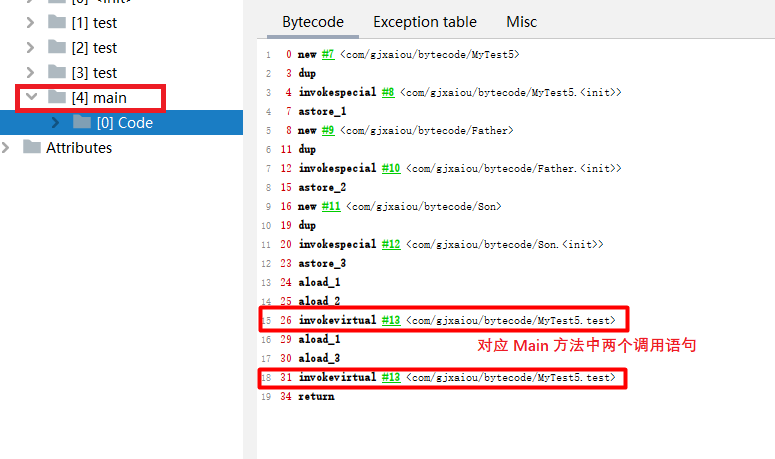 [0] <init>
[1] test
[2] test
[3] test
[4] main
[0] Code
Attributes
Bytecode Exception table Misc
1 0 new #7 <com/gjxaiou/bytecode/MyTest5>
2 3 dup
3 4 invokespecial #8 <com/gjxaiou/bytecode/MyTest5.<init>>
4 7 astore_1
5 8 new #9 <com/gjxaiou/bytecode/Father>
6 11 dup
7 12 invokespecial #10 <com/gjxaiou/bytecode/Father.<init>>
8 15 astore_2
9 16 new #11 <com/gjxaiou/bytecode/Son>
10 19 dup
11 20 invokespecial #12 <com/gjxaiou/bytecode/Son.<init>>
12 23 astore_3
13 24 aload_1
14 25 aload_2
15 26 invokevirtual #13 <com/gjxaiou/bytecode/MyTest5.test>
16 29 aload_1
17 30 aload_3
18 31 invokevirtual #13 <com/gjxaiou/bytecode/MyTest5.test>
19 34 return
对应 Main 方法中两个调用语句